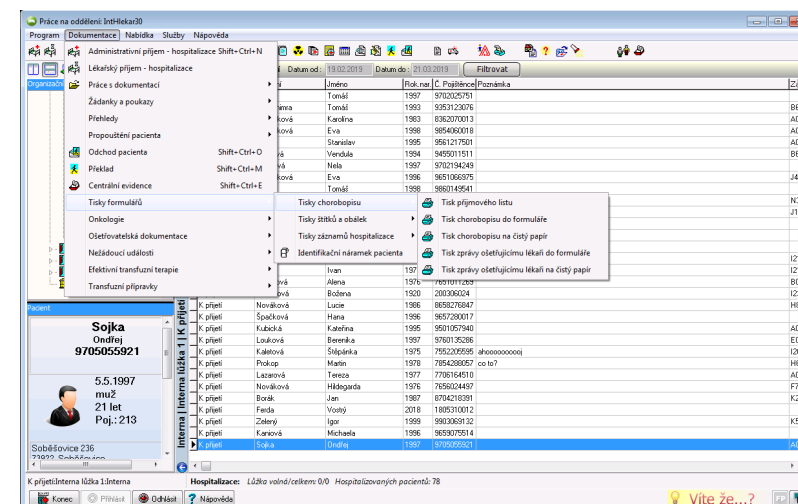 Práce na oddělení: IntHlekar30
Program Dokumentace Nabídka Služby Nápověda
Administrativní příjem - hospitalizace Shift+Ctrl+N
Lékařský příjem - hospitalizace
Datum od : 19.02.2019 Datum do : 21.03.2019 Filtrovat
Práce s dokumentací
Žádanky a poukazy
Přehledy
Propouštění pacienta
Odchod pacienta Shift+Ctrl+O
Překlad Shift+Ctrl+M
Centrální evidence Shift+Ctrl+E
Tisky formulářů
Onkologie
Ošetřovatelská dokumentace
Nežádoucí události
Efektivní transfuzní terapie
Transfuzní přípravky
Tisky chorobopisu
Tisky štítků a obálek
Tisky záznamů hospitalizace
Identifikační náramek pacienta
Tisk příjmového listu
Tisk chorobopisu do formuláře
Tisk chorobopisu na čistý papír
Tisk zprávy ošetřujícímu lékaři do formuláře
Tisk zprávy ošetřujícímu lékaři na čistý papír
Jméno Rok.nar. Č. Pojištěnce Poznámka
Tomáš 1997 9702025751
1993 9353123076
Karolína 1983 8362070013
Eva 1998 9854060018
Stanislav 1995 9561217501
Vendula 1994 9455011511
Nela 1997 9702194249
Eva 1996 9651066975
Tomáš 1998 9860149541
Ivan
Alena 1976 7651011269
Božena 1920 200306024
K přijetí Nováková Lucie 1986 8658276847
K přijetí Špačková Hana 1996 9657280017
K přijetí Kubická Kateřina 1995 9501057940
K přijetí Louková Berenika 1997 9760135286
K přijetí Kaletová Štěpánka 1975 7552205595 ahoooooooooj
K přijetí Prokop Martin 1978 7854288057 co to?
K přijetí Lazarová Tereza 1977 7706164510
K přijetí Nováková Hildegarda 1976 7656024497
K přijetí Borák Jan 1987 8704218391
K přijetí Ferda Vostrý 2018 1805310012
K přijetí Zelený Igor 1999 9903069132
K přijetí Kaniová Michaela 1996 9659075514
K přijetí Sojka Ondřej 1997 9705055921
Pacient
Sojka
Ondřej
9705055921
5.5.1997
muž
21 let
Poj.: 213
Soběšovice 236
73922 Soběšovice
Interna | Interna lůžka 1 | K přijetí
K přijetí:Interna lůžka 1:Interna Hospitalizace: Lůžka volná/celkem: 0/0 Hospitalizovaných pacientů: 78
Konec Přihlásit Odhlásit Nápověda Víte že...? FP